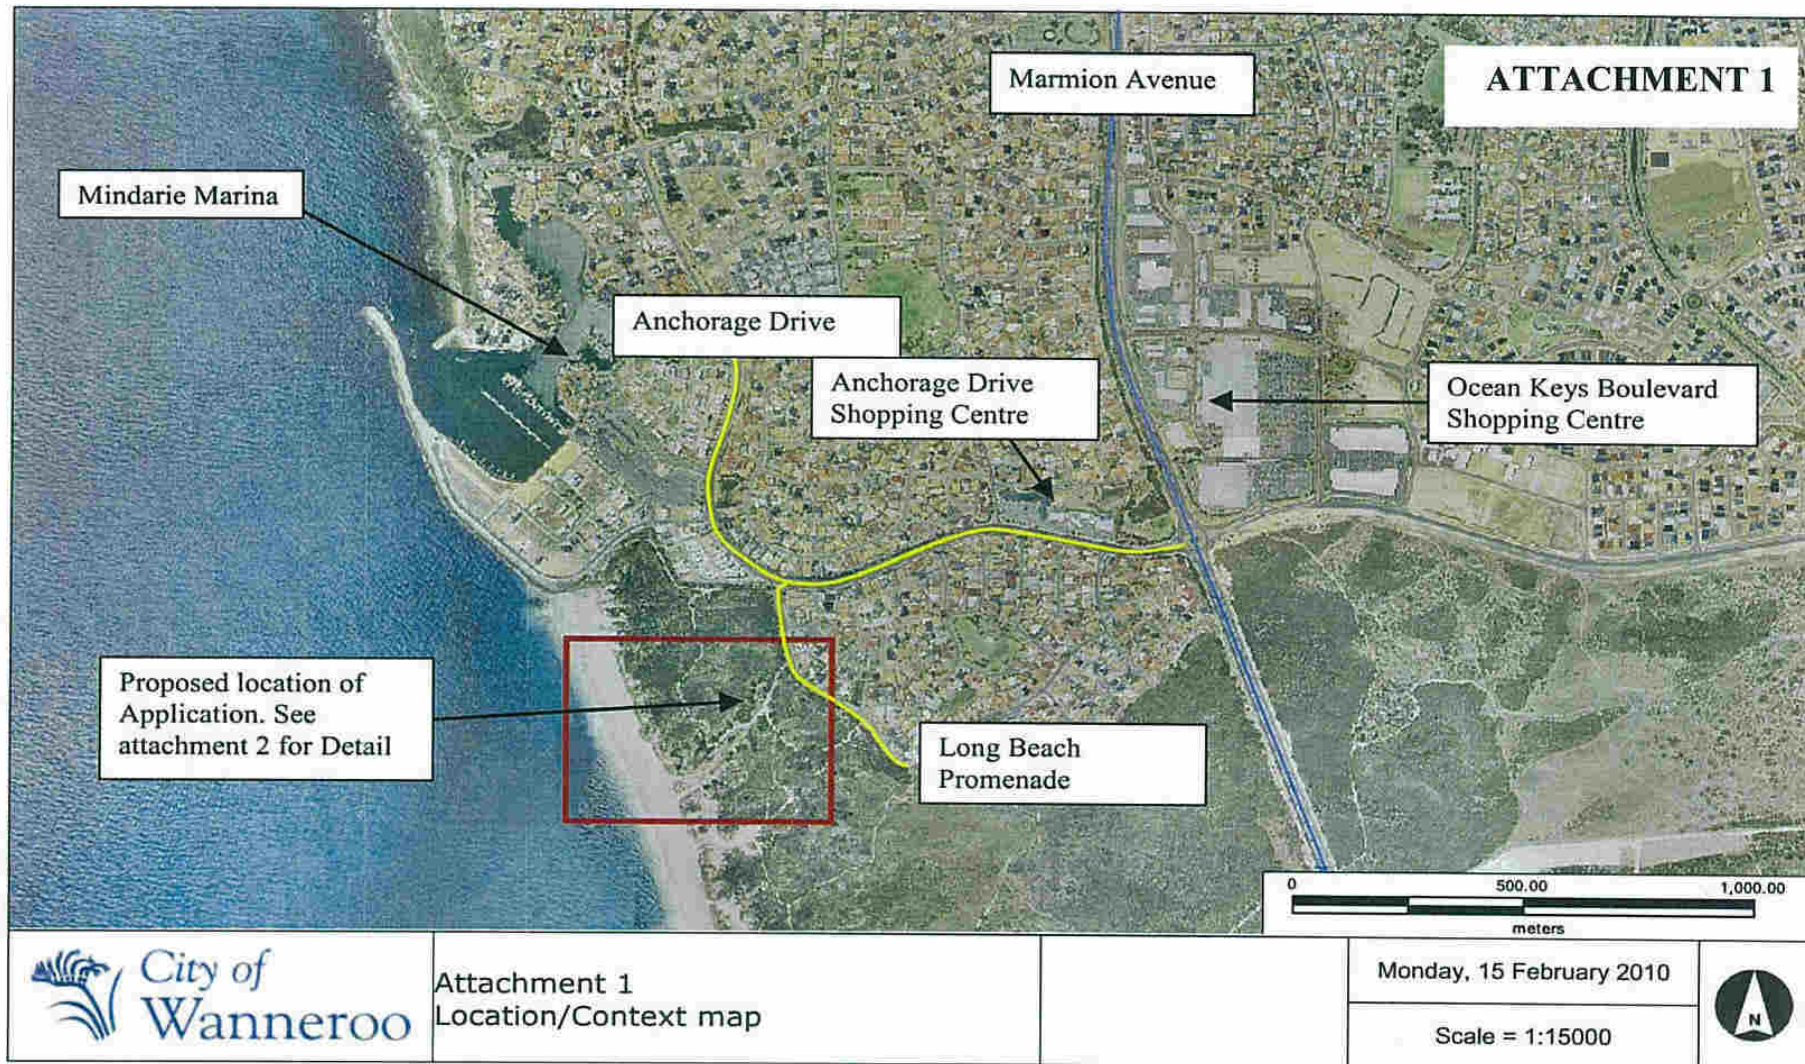 ATTACHMENT 1
Marmion Avenue
Mindarie Marina
Anchorage Drive
Anchorage Drive
Shopping Centre
Ocean Keys Boulevard
Shopping Centre
Proposed location of
Application. See
attachment 2 for Detail
Long Beach
Promenade
0 500.00 1,000.00
meters
City of
Wanneroo
Attachment 1
Location/Context map
Monday, 15 February 2010
Scale = 1:15000
N